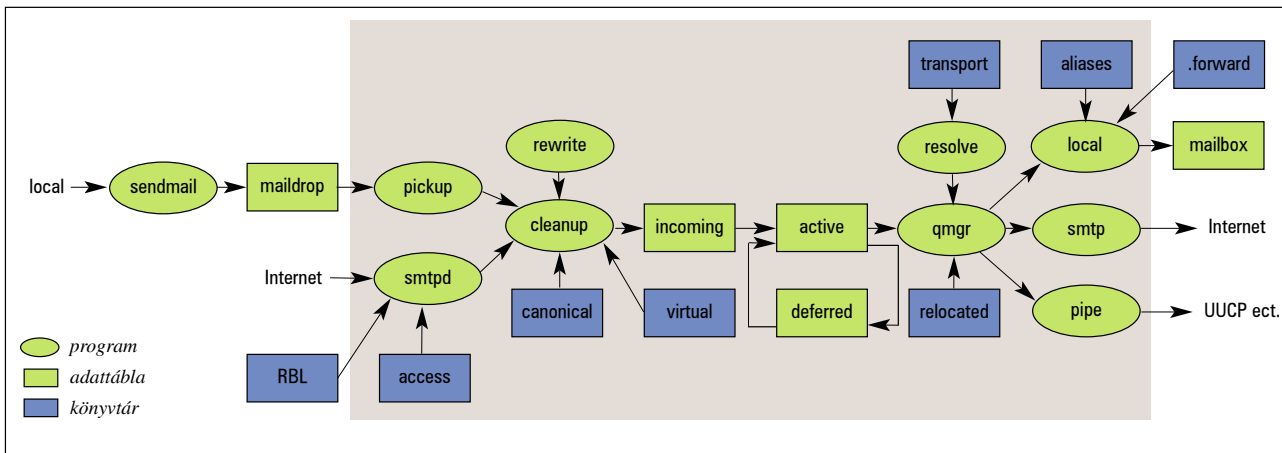 transport
aliases
.forward
rewrite
resolve
local
mailbox
local
sendmail
maildrop
pickup
cleanup
incoming
active
qmgr
smtp
Internet
Internet
smtpd
canonical
virtual
deferred
relocated
pipe
UUCP ect.
program
RBL
access
adattábla
könyvtár